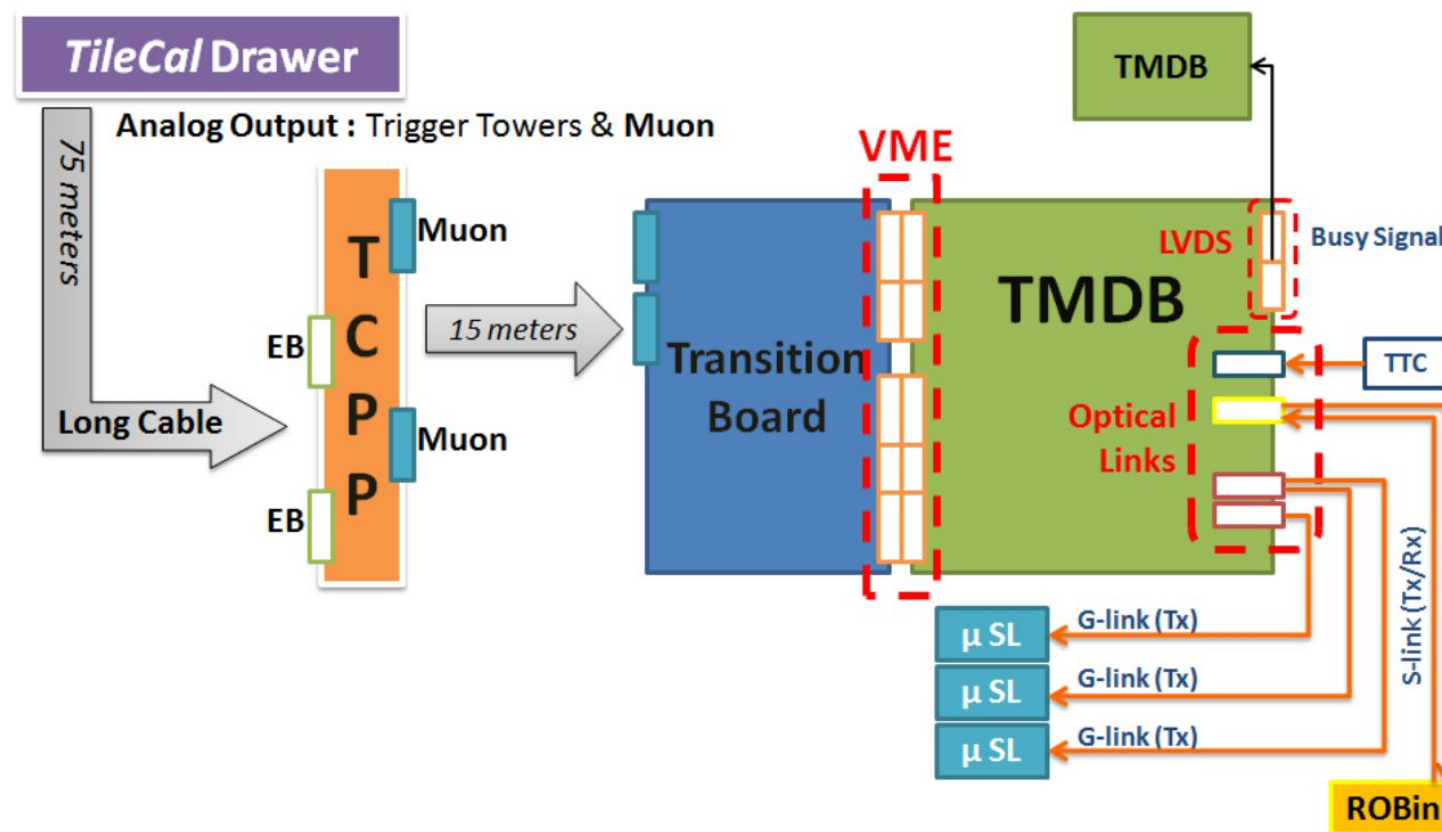 TileCal Drawer
TMDB
Analog Output : Trigger Towers & Muon
75 meters
VME
T
C
P
P
Muon
Muon
EB
EB
Long Cable
15 meters
Transition
Board
TMDB
LVDS
Busy Signal
TTC
Optical
Links
S-link (Tx/Rx)
µ SL
G-link (Tx)
µ SL
G-link (Tx)
µ SL
G-link (Tx)
ROBin